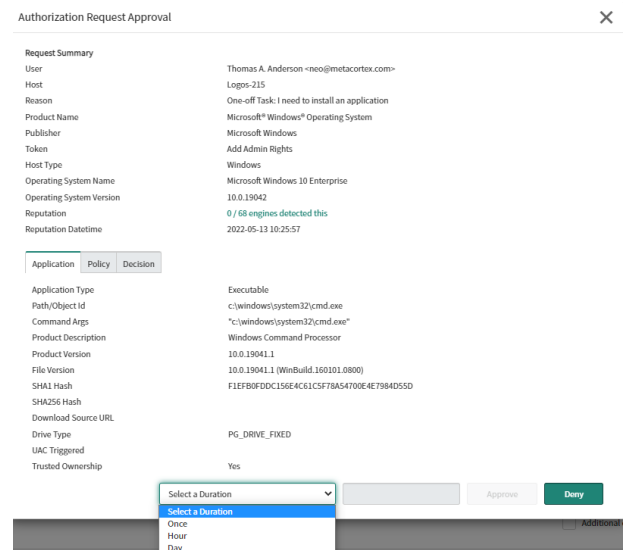 Authorization Request Approval
Request Summary
User Thomas A. Anderson <neo@metacortex.com>
Host Logos-215
Reason One-off Task: I need to install an application
Product Name Microsoft® Windows® Operating System
Publisher Microsoft Windows
Token Add Admin Rights
Host Type Windows
Operating System Name Microsoft Windows 10 Enterprise
Operating System Version 10.0.19042
Reputation 0 / 68 engines detected this
Reputation Datetime 2022-05-13 10:25:57
Application Policy Decision
Application Type Executable
Path/Object Id c:\windows\system32\cmd.exe
Command Args "c:\windows\system32\cmd.exe"
Product Description Windows Command Processor
Product Version 10.0.19041.1
File Version 10.0.19041.1 (WinBuild.160101.0800)
SHA1 Hash F1EFB0FDDC156E4C61C5F78A54700E4E7984D55D
SHA256 Hash
Download Source URL
Drive Type PG_DRIVE_FIXED
UAC Triggered
Trusted Ownership Yes
Select a Duration Approve Deny
Select a Duration
Once
Hour
Day
Additional